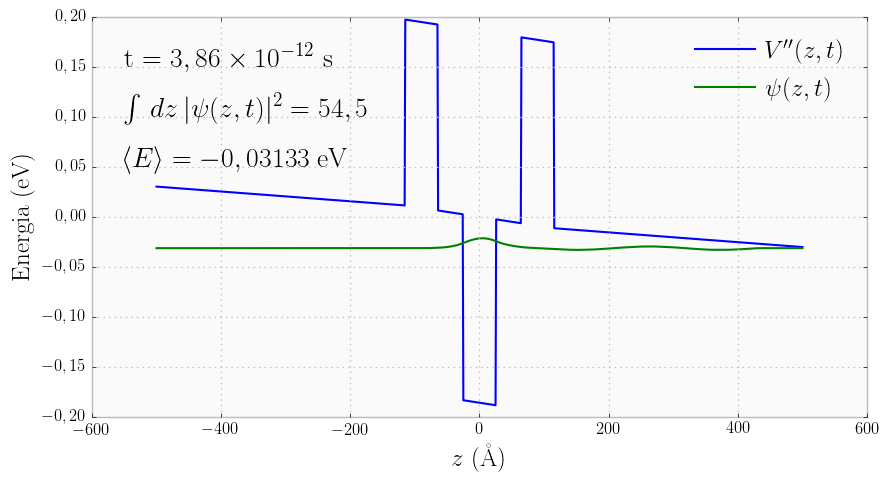 t = 3,86 × 10⁻¹² s
∫ dz |ψ(z, t)|² = 54,5
⟨E⟩ = −0,03133 eV
V″(z, t)
ψ(z, t)
Energia (eV)
0,20
0,15
0,10
0,05
0,00
−0,05
−0,10
−0,15
−0,20
−600 −400 −200 0 200 400 600
z (Å)